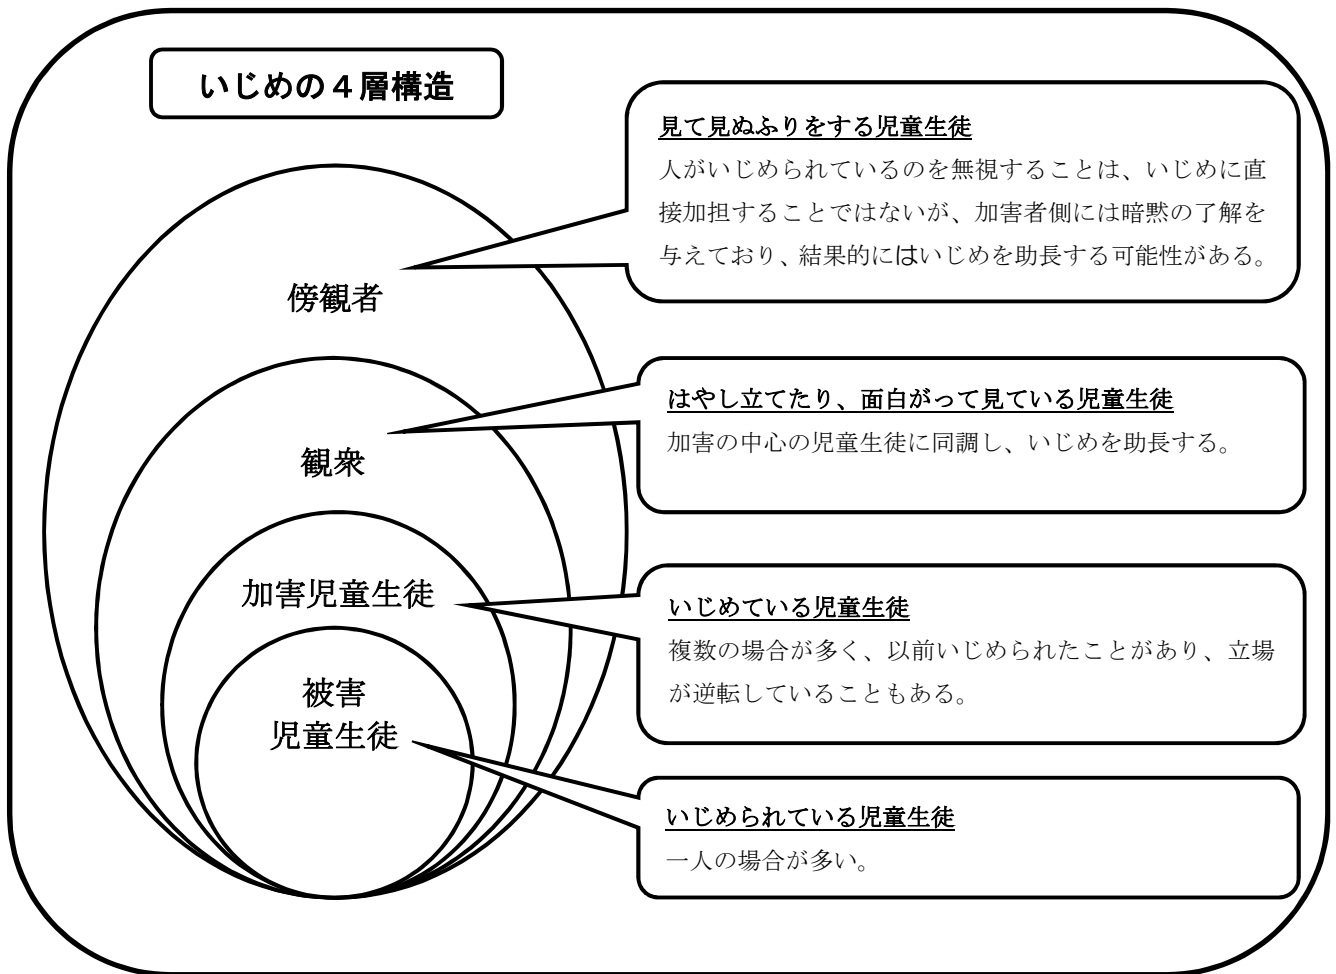 いじめの４層構造
見て見ぬふりをする児童生徒
人がいじめられているのを無視することは、いじめに直
接加担することではないが、加害者側には暗黙の了解を
与えており、結果的にはいじめを助長する可能性がある。
傍観者
はやし立てたり、面白がって見ている児童生徒
加害の中心の児童生徒に同調し、いじめを助長する。
観衆
いじめている児童生徒
複数の場合が多く、以前いじめられたことがあり、立場
が逆転していることもある。
加害児童生徒
被害
児童生徒
いじめられている児童生徒
一人の場合が多い。